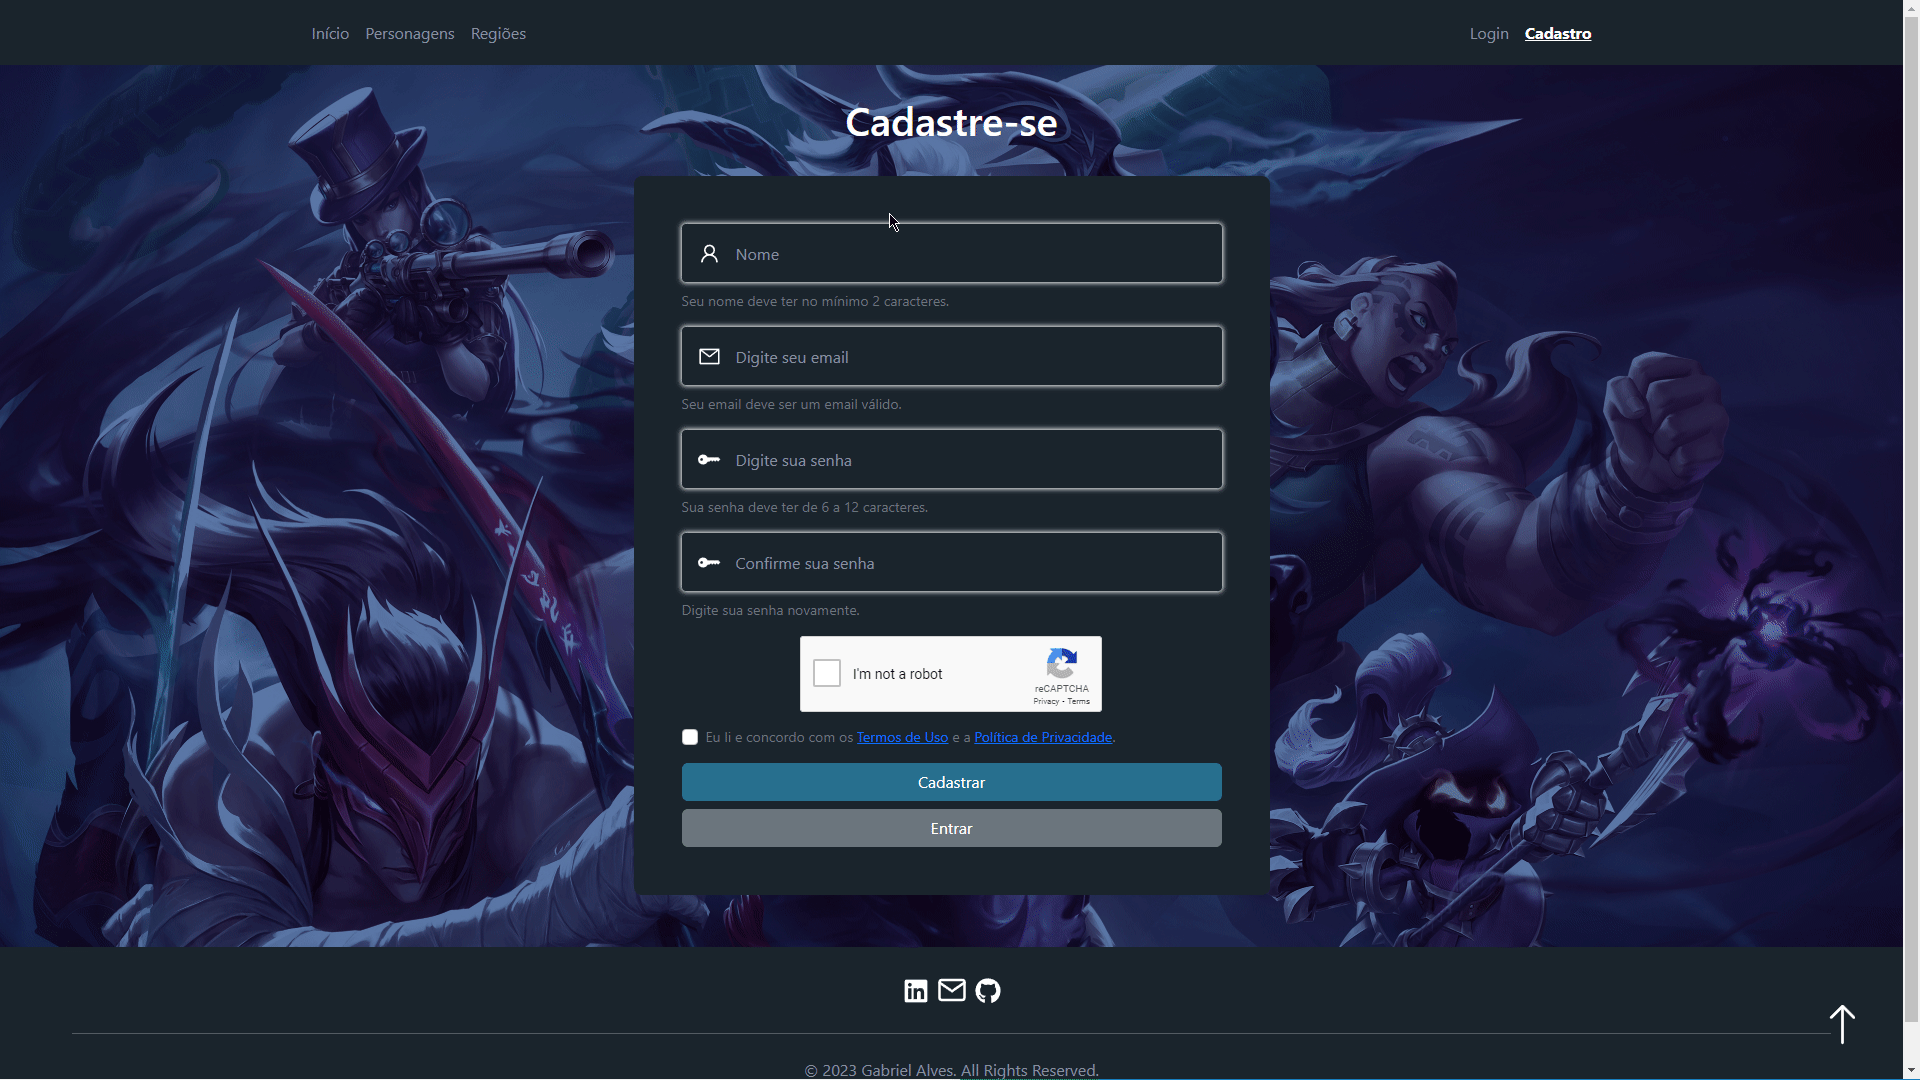 Início Personagens Regiões Login Cadastro
Cadastre-se
Nome
Seu nome deve ter no mínimo 2 caracteres.
Digite seu email
Seu email deve ser um email válido.
Digite sua senha
Sua senha deve ter de 6 a 12 caracteres.
Confirme sua senha
Digite sua senha novamente.
I'm not a robot
reCAPTCHA
Privacy - Terms
Eu li e concordo com os Termos de Uso e a Política de Privacidade.
Cadastrar
Entrar
in
© 2023 Gabriel Alves. All Rights Reserved.